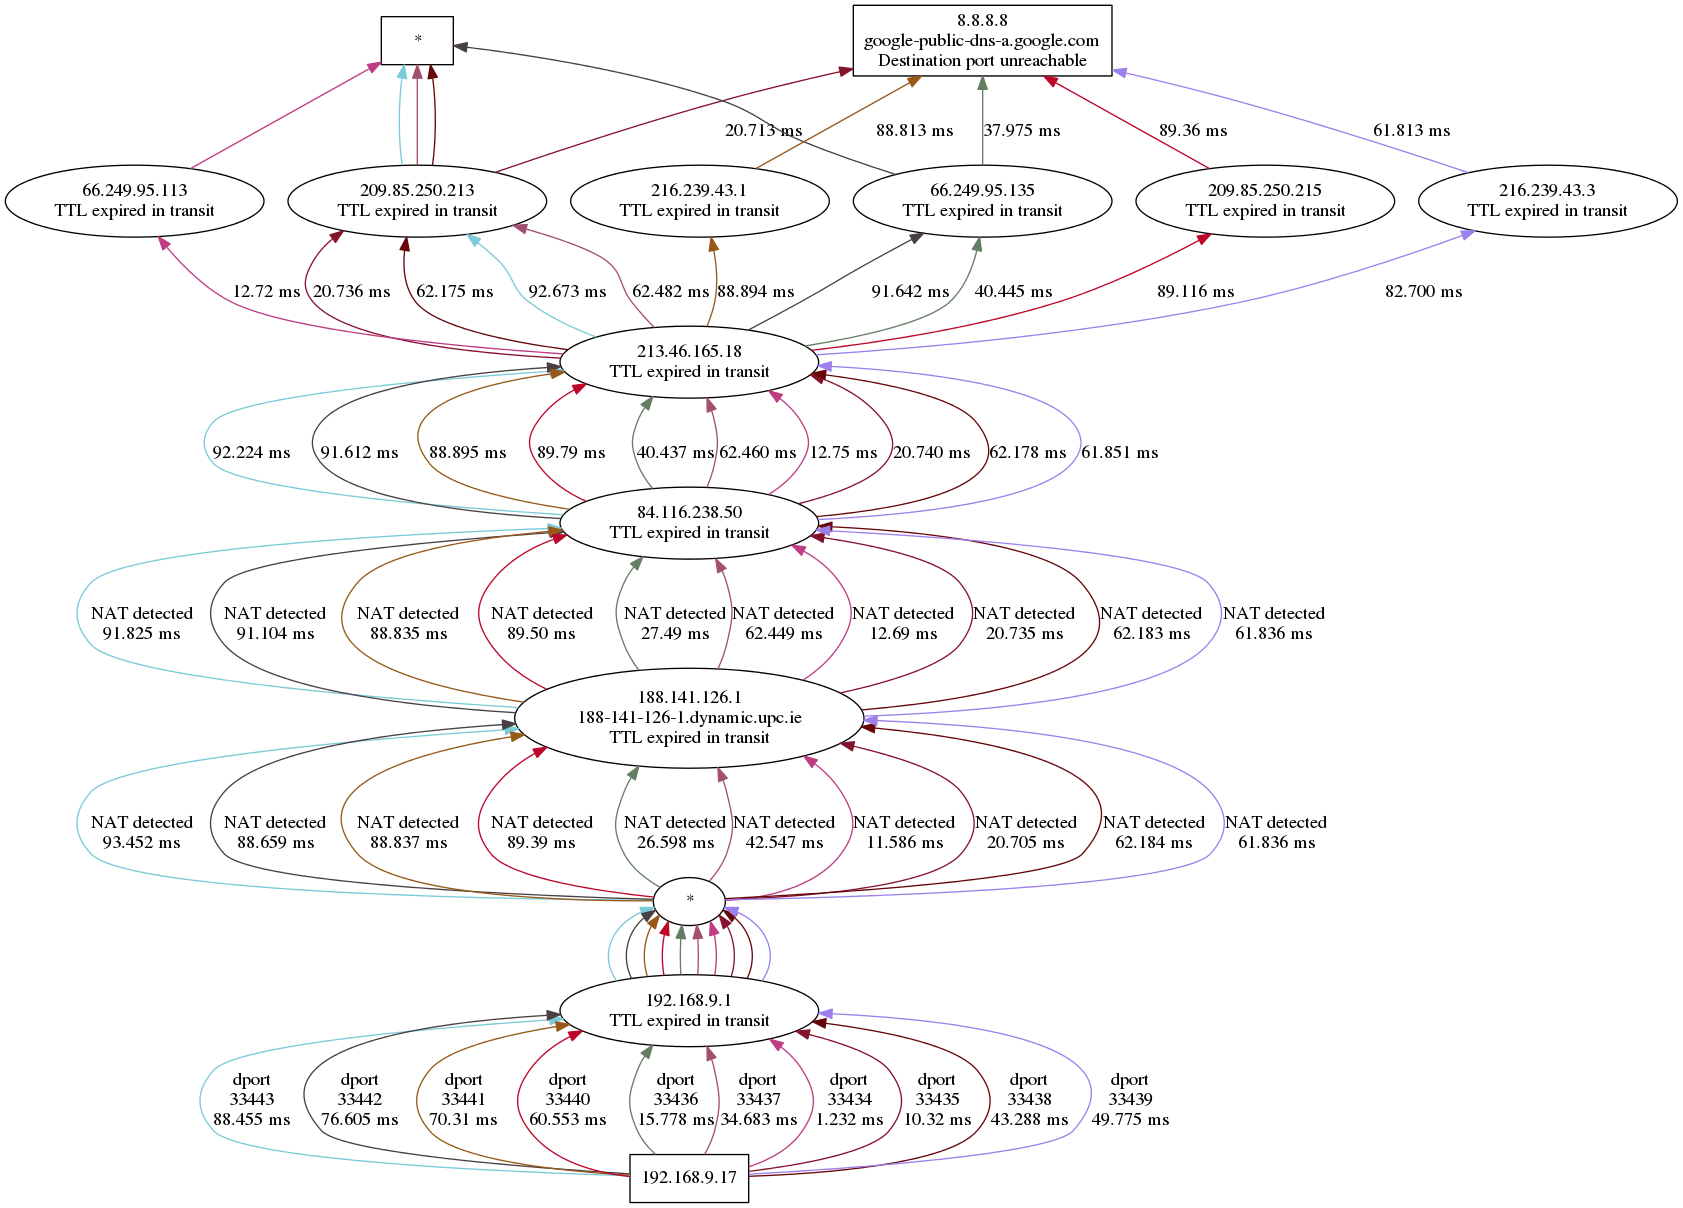 *
8.8.8.8
google-public-dns-a.google.com
Destination port unreachable
20.713 ms
88.813 ms
37.975 ms
89.36 ms
61.813 ms
66.249.95.113
TTL expired in transit
209.85.250.213
TTL expired in transit
216.239.43.1
TTL expired in transit
66.249.95.135
TTL expired in transit
209.85.250.215
TTL expired in transit
216.239.43.3
TTL expired in transit
12.72 ms
20.736 ms
62.175 ms
92.673 ms
62.482 ms
88.894 ms
91.642 ms
40.445 ms
89.116 ms
82.700 ms
213.46.165.18
TTL expired in transit
92.224 ms
91.612 ms
88.895 ms
89.79 ms
40.437 ms
62.460 ms
12.75 ms
20.740 ms
62.178 ms
61.851 ms
84.116.238.50
TTL expired in transit
NAT detected
91.825 ms
NAT detected
91.104 ms
NAT detected
88.835 ms
NAT detected
89.50 ms
NAT detected
27.49 ms
NAT detected
62.449 ms
NAT detected
12.69 ms
NAT detected
20.735 ms
NAT detected
62.183 ms
NAT detected
61.836 ms
188.141.126.1
188-141-126-1.dynamic.upc.ie
TTL expired in transit
NAT detected
93.452 ms
NAT detected
88.659 ms
NAT detected
88.837 ms
NAT detected
89.39 ms
NAT detected
26.598 ms
NAT detected
42.547 ms
NAT detected
11.586 ms
NAT detected
20.705 ms
NAT detected
62.184 ms
NAT detected
61.836 ms
*
192.168.9.1
TTL expired in transit
dport
33443
88.455 ms
dport
33442
76.605 ms
dport
33441
70.31 ms
dport
33440
60.553 ms
dport
33436
15.778 ms
dport
33437
34.683 ms
dport
33434
1.232 ms
dport
33435
10.32 ms
dport
33438
43.288 ms
dport
33439
49.775 ms
192.168.9.17